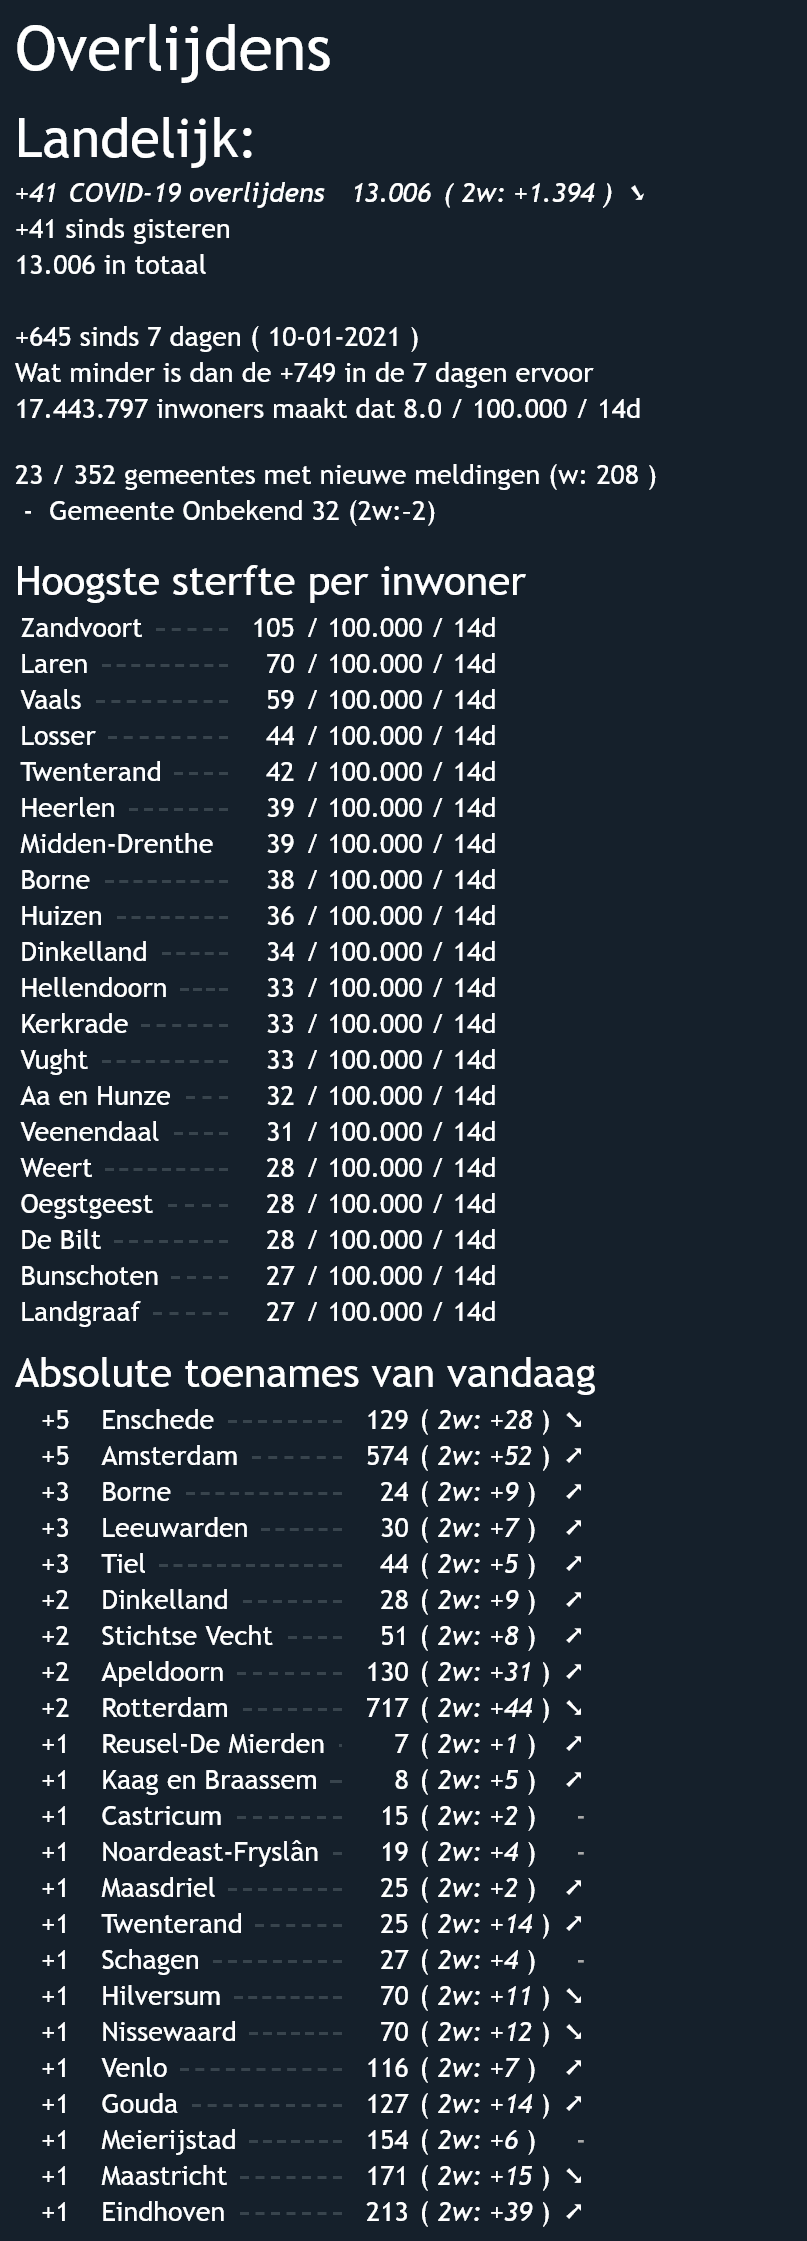 Overlijdens
Landelijk:
+41 COVID-19 overlijdens 13.006 ( 2w: +1.394 ) ➘
+41 sinds gisteren
13.006 in totaal
+645 sinds 7 dagen ( 10-01-2021 )
Wat minder is dan de +749 in de 7 dagen ervoor
17.443.797 inwoners maakt dat 8.0 / 100.000 / 14d
23 / 352 gemeentes met nieuwe meldingen (w: 208 )
- Gemeente Onbekend 32 (2w:-2)
Hoogste sterfte per inwoner
Zandvoort ----- 105 / 100.000 / 14d
Laren --------- 70 / 100.000 / 14d
Vaals --------- 59 / 100.000 / 14d
Losser -------- 44 / 100.000 / 14d
Twenterand ---- 42 / 100.000 / 14d
Heerlen ------- 39 / 100.000 / 14d
Midden-Drenthe 39 / 100.000 / 14d
Borne --------- 38 / 100.000 / 14d
Huizen -------- 36 / 100.000 / 14d
Dinkelland ----- 34 / 100.000 / 14d
Hellendoorn ---- 33 / 100.000 / 14d
Kerkrade ------ 33 / 100.000 / 14d
Vught --------- 33 / 100.000 / 14d
Aa en Hunze --- 32 / 100.000 / 14d
Veenendaal ---- 31 / 100.000 / 14d
Weert --------- 28 / 100.000 / 14d
Oegstgeest ---- 28 / 100.000 / 14d
De Bilt -------- 28 / 100.000 / 14d
Bunschoten ---- 27 / 100.000 / 14d
Landgraaf ----- 27 / 100.000 / 14d
Absolute toenames van vandaag
+5 Enschede -------- 129 ( 2w: +28 ) ➘
+5 Amsterdam ------ 574 ( 2w: +52 ) ➚
+3 Borne ----------- 24 ( 2w: +9 ) ➚
+3 Leeuwarden ------ 30 ( 2w: +7 ) ➚
+3 Tiel ------------- 44 ( 2w: +5 ) ➚
+2 Dinkelland ------- 28 ( 2w: +9 ) ➚
+2 Stichtse Vecht ---- 51 ( 2w: +8 ) ➚
+2 Apeldoorn ------- 130 ( 2w: +31 ) ➚
+2 Rotterdam ------- 717 ( 2w: +44 ) ➘
+1 Reusel-De Mierden - 7 ( 2w: +1 ) ➚
+1 Kaag en Braassem - 8 ( 2w: +5 ) ➚
+1 Castricum ------- 15 ( 2w: +2 ) -
+1 Noardeast-Fryslân - 19 ( 2w: +4 ) -
+1 Maasdriel -------- 25 ( 2w: +2 ) ➚
+1 Twenterand ------ 25 ( 2w: +14 ) ➚
+1 Schagen --------- 27 ( 2w: +4 ) -
+1 Hilversum -------- 70 ( 2w: +11 ) ➘
+1 Nissewaard ------- 70 ( 2w: +12 ) ➘
+1 Venlo ----------- 116 ( 2w: +7 ) ➚
+1 Gouda ---------- 127 ( 2w: +14 ) ➚
+1 Meierijstad ------- 154 ( 2w: +6 ) -
+1 Maastricht ------- 171 ( 2w: +15 ) ➘
+1 Eindhoven ------- 213 ( 2w: +39 ) ➚